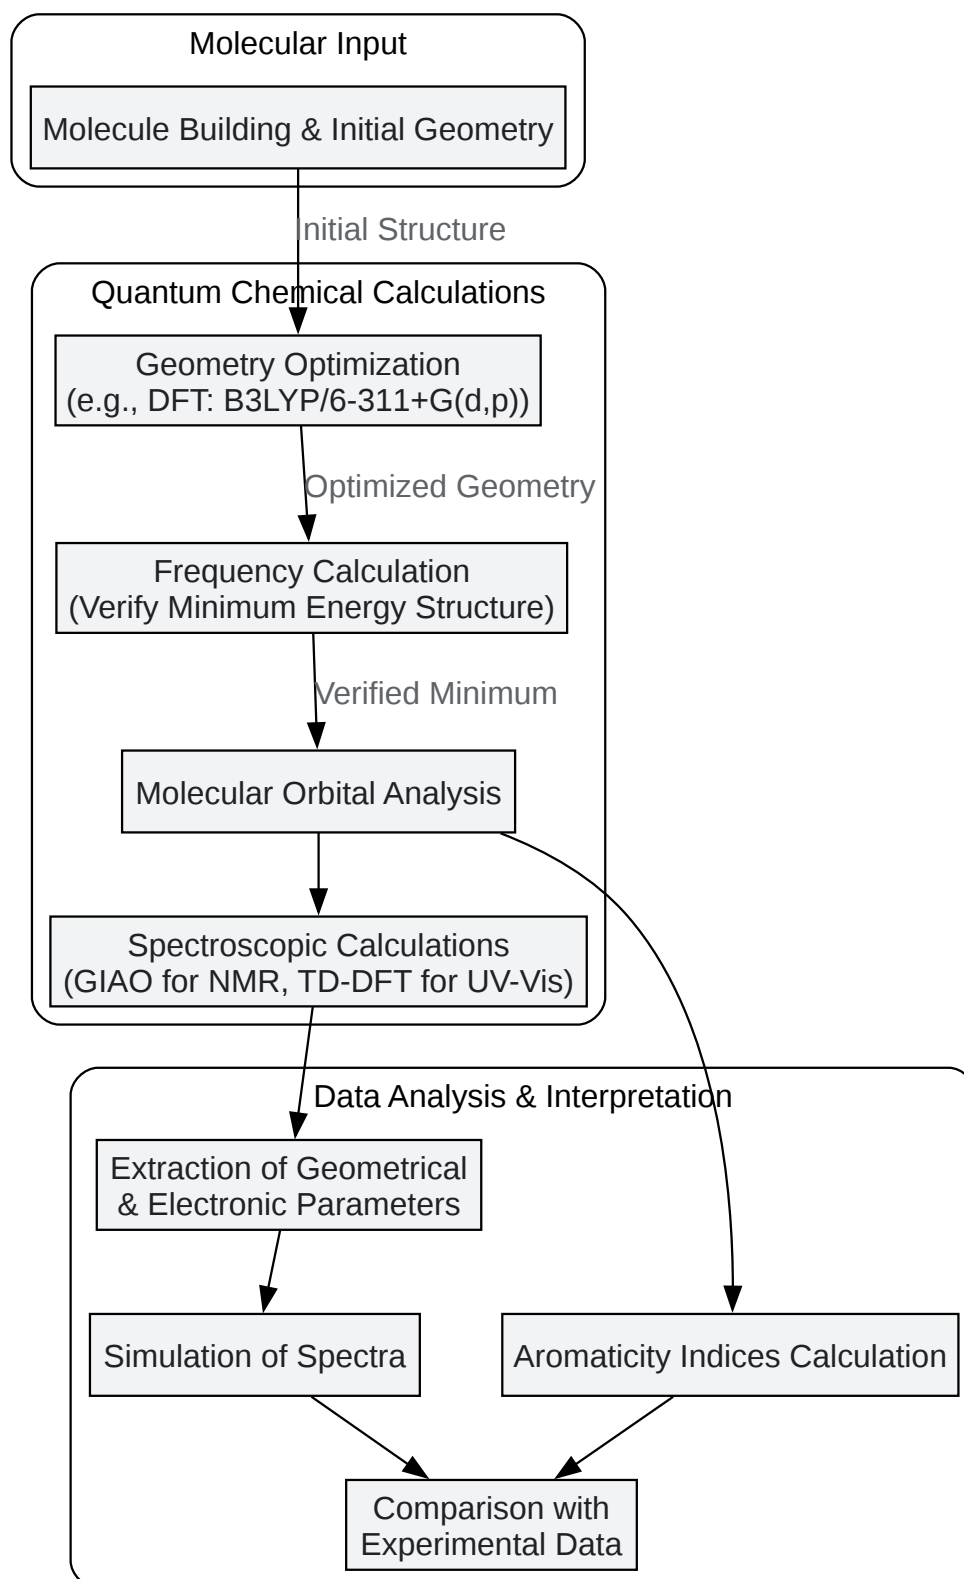 Molecular Input
Molecule Building & Initial Geometry
Initial Structure
Quantum Chemical Calculations
Geometry Optimization
(e.g., DFT: B3LYP/6-311+G(d,p))
Optimized Geometry
Frequency Calculation
(Verify Minimum Energy Structure)
Verified Minimum
Molecular Orbital Analysis
Spectroscopic Calculations
(GIAO for NMR, TD-DFT for UV-Vis)
Data Analysis & Interpretation
Extraction of Geometrical
& Electronic Parameters
Simulation of Spectra
Aromaticity Indices Calculation
Comparison with
Experimental Data